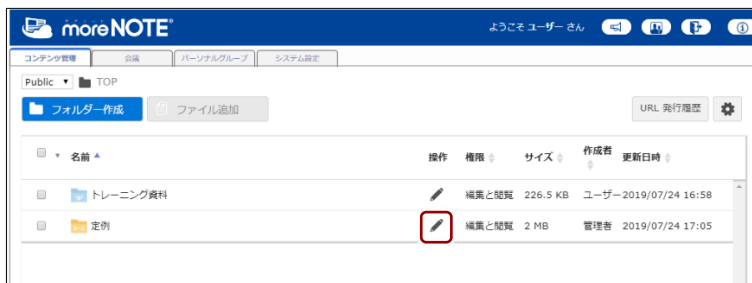 moreNOTE®
ようこそ ユーザー さん
コンテンツ管理 会議 パーソナルグループ システム設定
Public TOP
フォルダー作成 ファイル追加 URL 発行履歴
名前 操作 権限 サイズ 作成者 更新日時
トレーニング資料 編集と閲覧 226.5 KB ユーザー 2019/07/24 16:58
定例 編集と閲覧 2 MB 管理者 2019/07/24 17:05